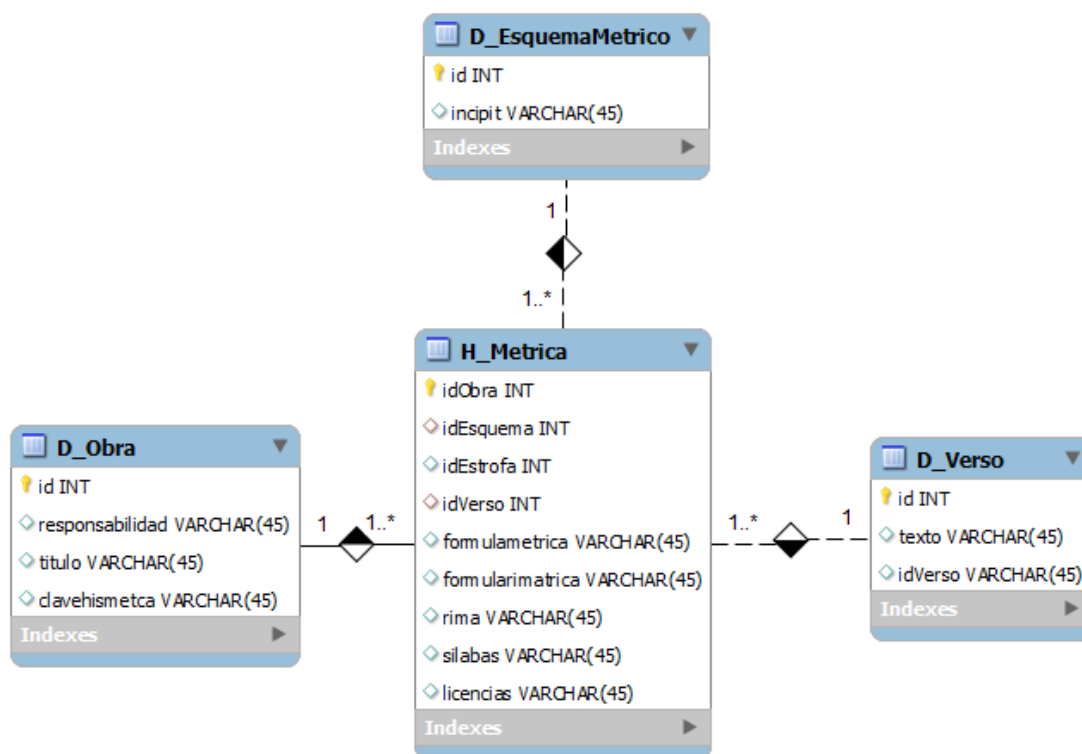 D_EsquemaMetrico
id INT
incipit VARCHAR(45)
Indexes
1
1..*
H_Metrica
idObra INT
idEsquema INT
idEstrofa INT
idVerso INT
formulametrica VARCHAR(45)
formularimatrica VARCHAR(45)
rima VARCHAR(45)
silabas VARCHAR(45)
licencias VARCHAR(45)
Indexes
D_Obra
id INT
responsabilidad VARCHAR(45)
titulo VARCHAR(45)
clavehismetca VARCHAR(45)
Indexes
1
1..*
1..*
1
D_Verso
id INT
texto VARCHAR(45)
idVerso VARCHAR(45)
Indexes